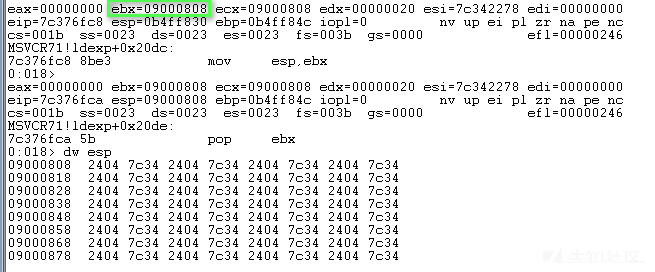 eax=00000000 ebx=09000808 ecx=09000808 edx=00000020 esi=7c342278 edi=00000000
eip=7c376fc8 esp=0b4ff830 ebp=0b4ff84c iopl=0 nv up ei pl zr na pe nc
cs=001b ss=0023 ds=0023 es=0023 fs=003b gs=0000 efl=00000246
MSVCR71!ldexp+0x20dc:
7c376fc8 8be3 mov esp,ebx
0:018>
eax=00000000 ebx=09000808 ecx=09000808 edx=00000020 esi=7c342278 edi=00000000
eip=7c376fca esp=09000808 ebp=0b4ff84c iopl=0 nv up ei pl zr na pe nc
cs=001b ss=0023 ds=0023 es=0023 fs=003b gs=0000 efl=00000246
MSVCR71!ldexp+0x20de:
7c376fca 5b pop ebx
0:018> dw esp
09000808 2404 7c34 2404 7c34 2404 7c34 2404 7c34
09000818 2404 7c34 2404 7c34 2404 7c34 2404 7c34
09000828 2404 7c34 2404 7c34 2404 7c34 2404 7c34
09000838 2404 7c34 2404 7c34 2404 7c34 2404 7c34
09000848 2404 7c34 2404 7c34 2404 7c34 2404 7c34
09000858 2404 7c34 2404 7c34 2404 7c34 2404 7c34
09000868 2404 7c34 2404 7c34 2404 7c34 2404 7c34
09000878 2404 7c34 2404 7c34 2404 7c34 2404 7c34
先知社区